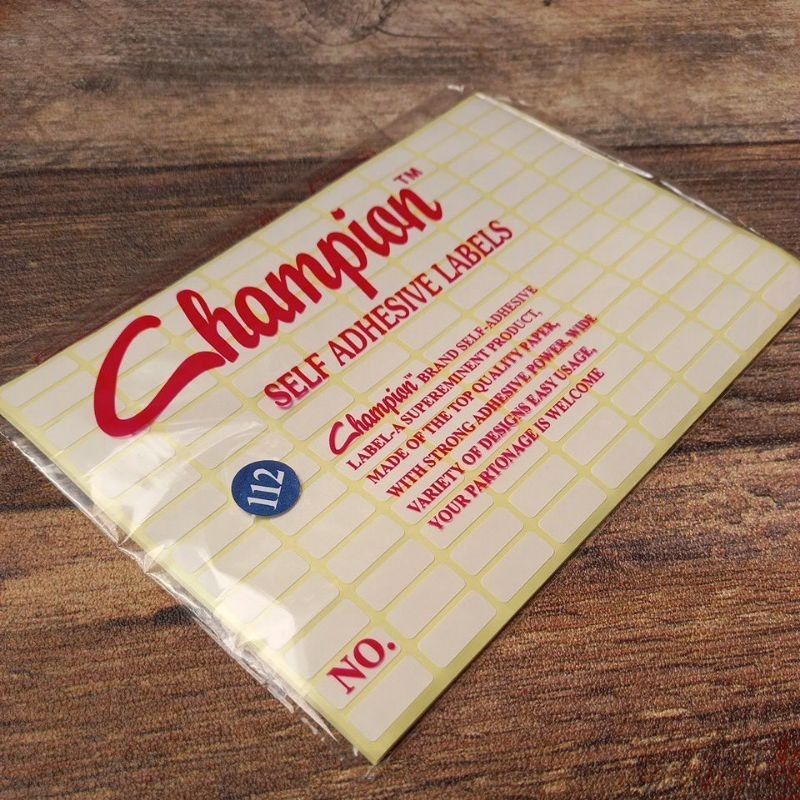 Champion™
SELF ADHESIVE LABELS
Champion™ BRAND SELF-ADHESIVE
LABEL-A SUPEREMINENT PRODUCT,
MADE OF THE TOP QUALITY PAPER,
WITH STRONG ADHESIVE POWER, WIDE
VARIETY OF DESIGNS EASY USAGE,
YOUR PARTONAGE IS WELCOME
112
NO.